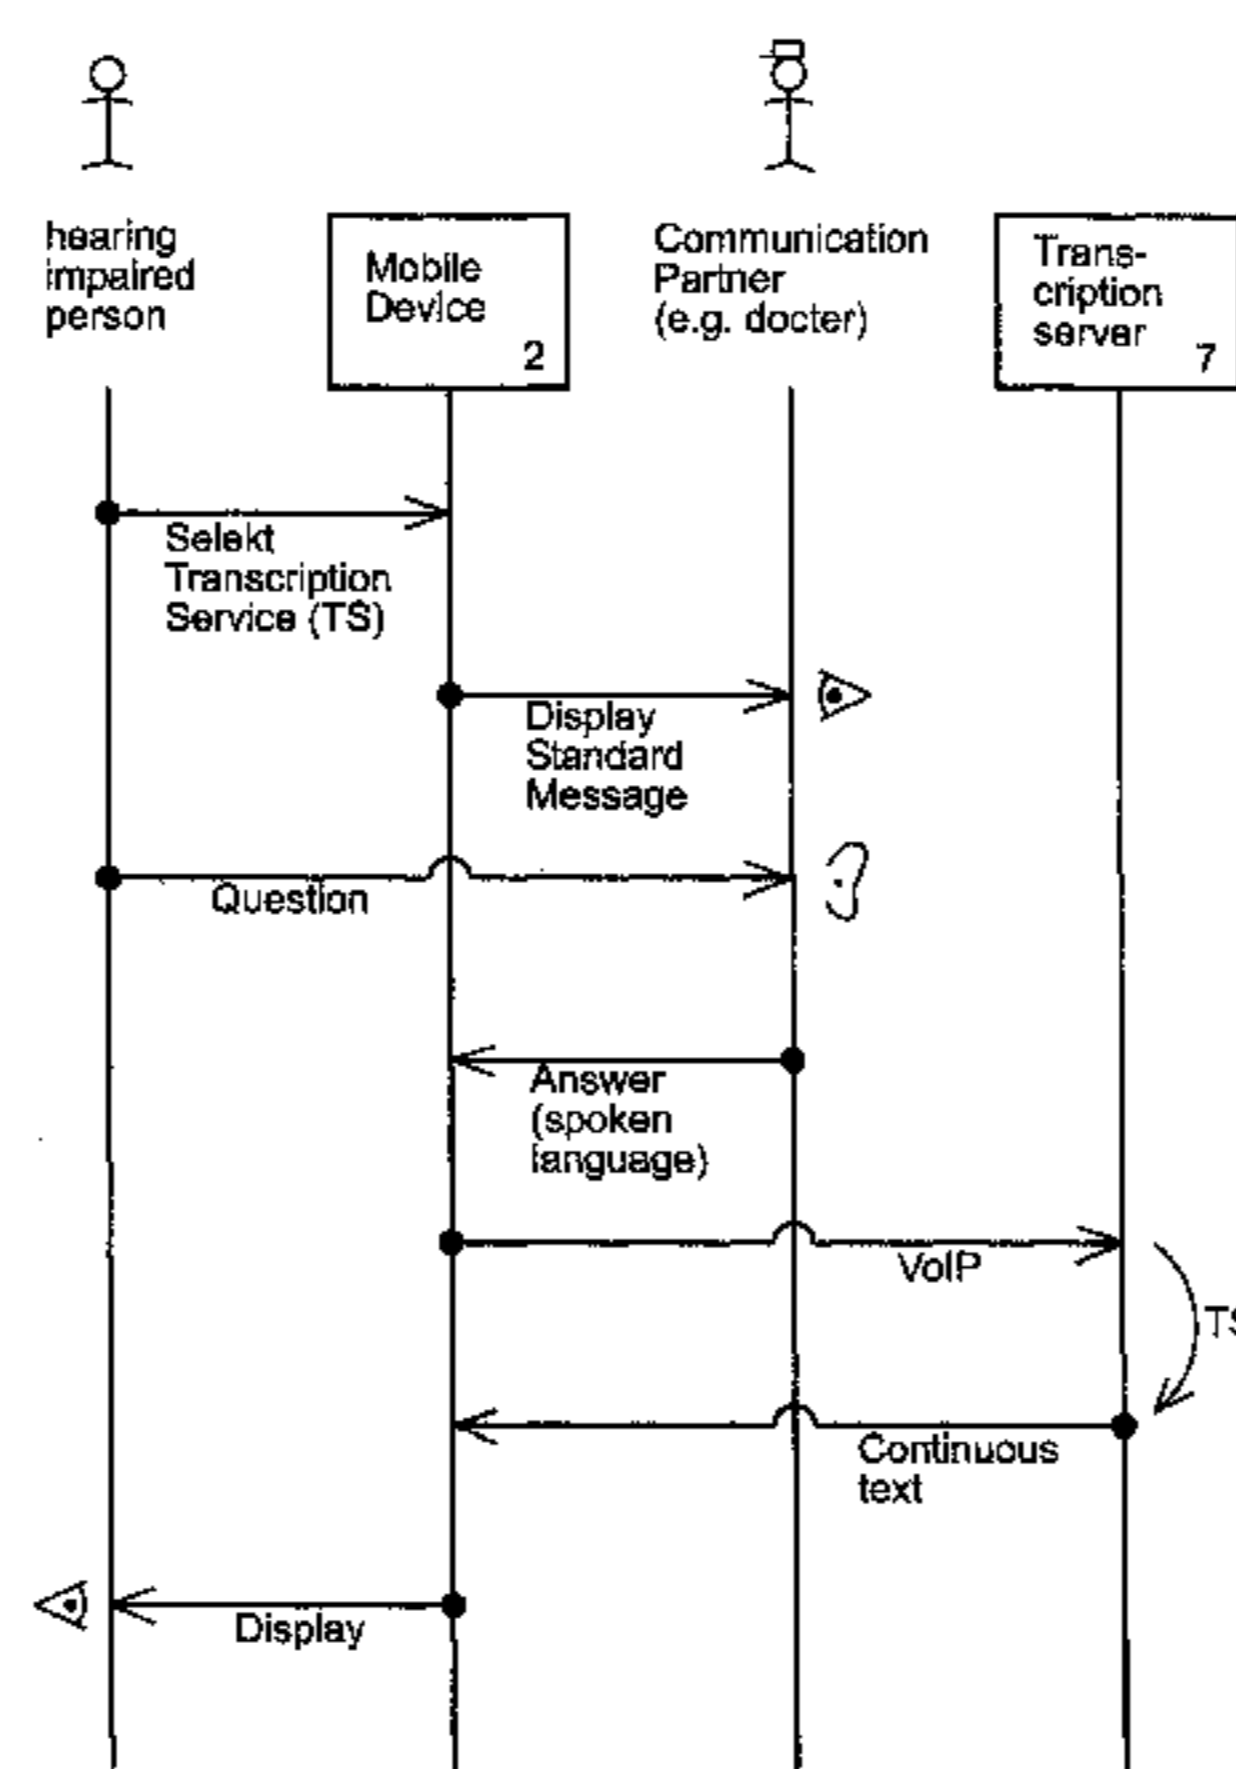 hearing
impaired
person
Mobile
Device
2
Communication
Partner
(e.g. docter)
Trans-
cription
server
7
Selekt
Transcription
Service (TS)
Display
Standard
Message
Question
Answer
(spoken
language)
VoIP
TS
Continuous
text
Display